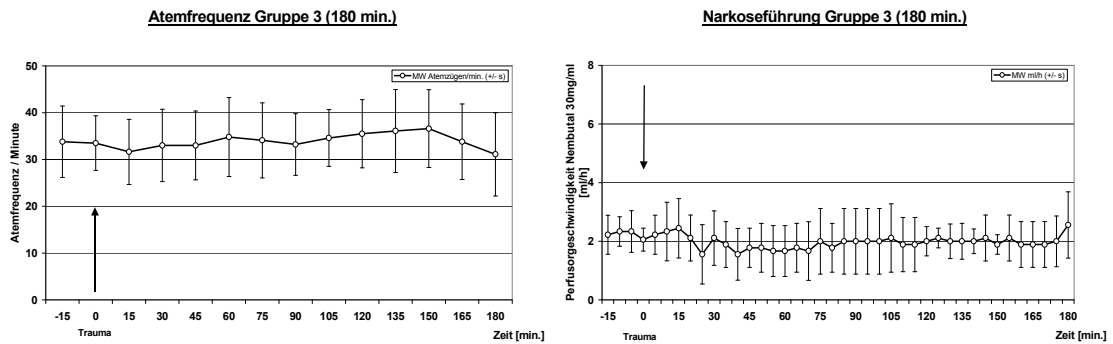 Atemfrequenz Gruppe 3 (180 min.)
50
40
30
20
10
0
Atemfrequenz / Minute
MW Atemzügen/min. (+/- s)
-15 0 15 30 45 60 75 90 105 120 135 150 165 180
Trauma
Zeit [min.]
Narkoseführung Gruppe 3 (180 min.)
8
6
4
2
0
Perfusorgeschwindigkeit Nembutal 30mg/ml
[ml/h]
MW ml/h (+/- s)
-15 0 15 30 45 60 75 90 105 120 135 150 165 180
Trauma
Zeit [min.]